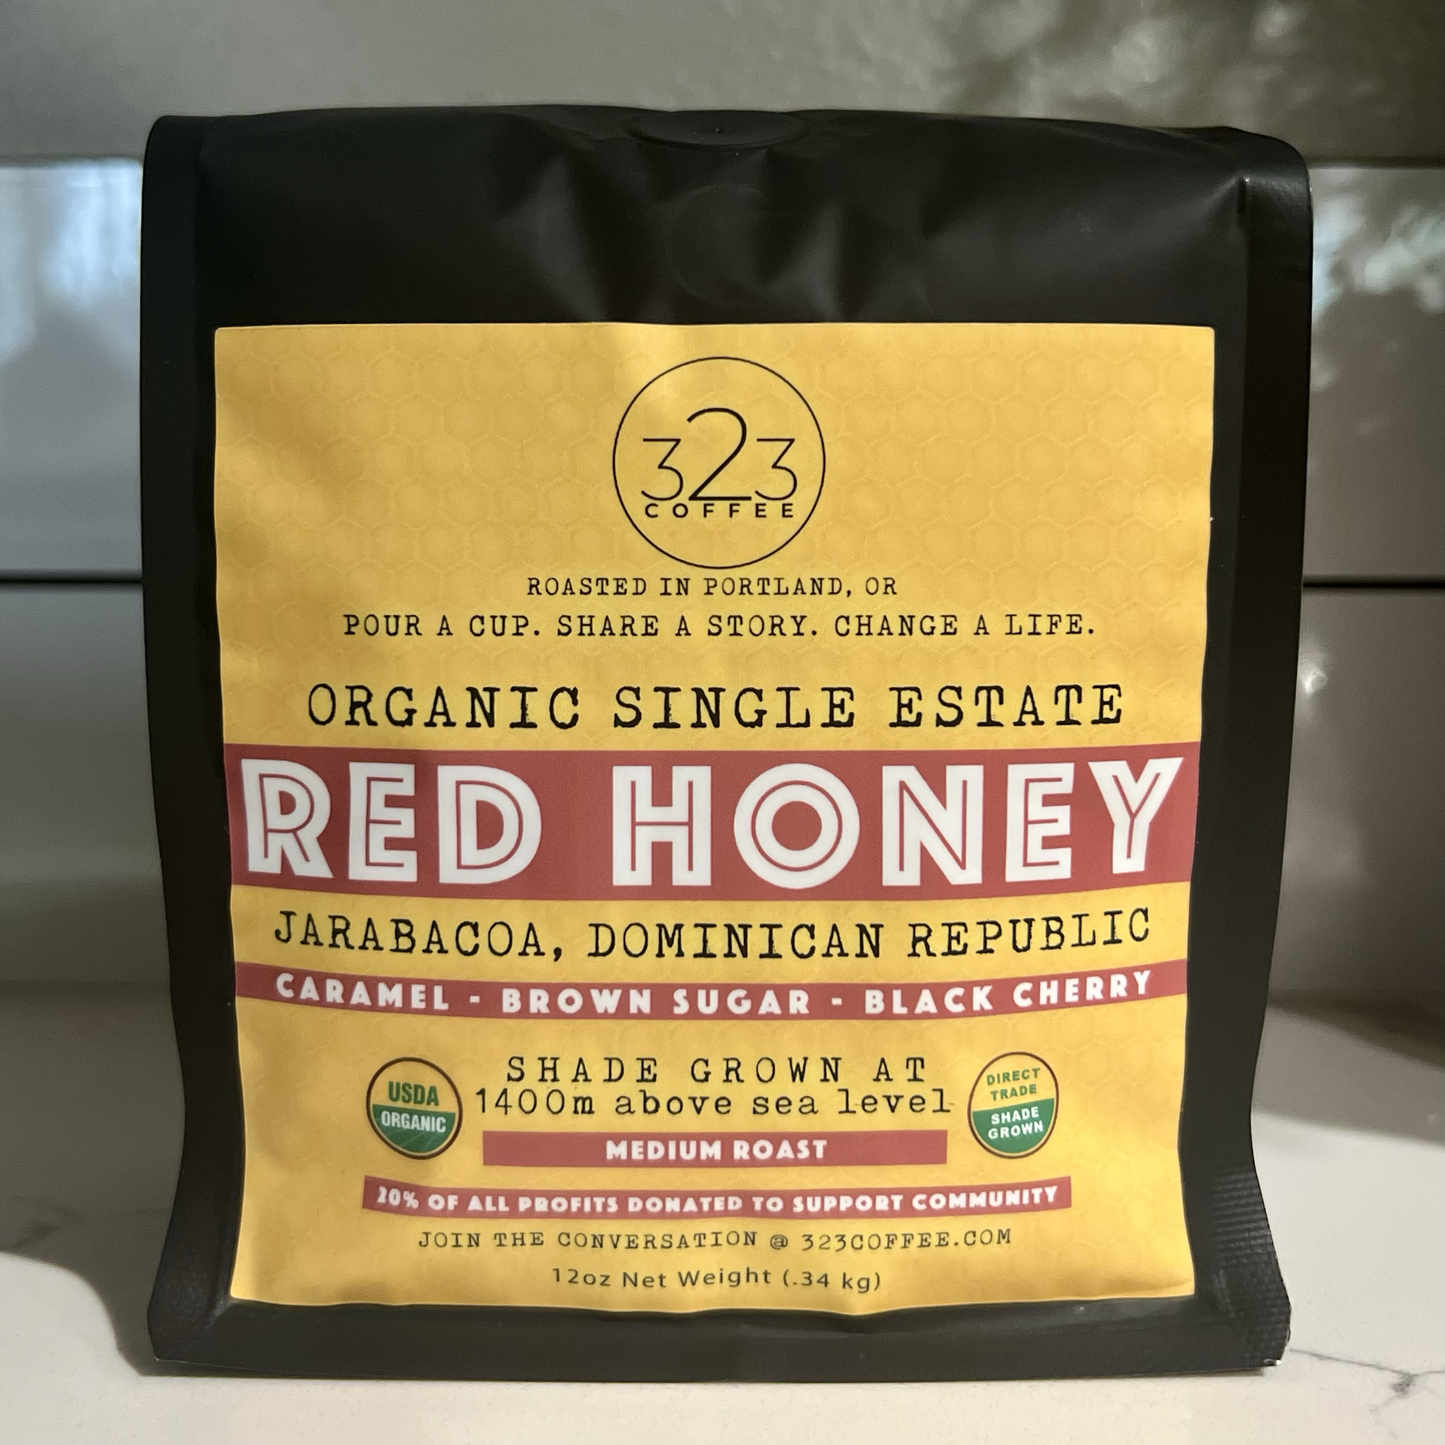 323
COFFEE
ROASTED IN PORTLAND, OR
POUR A CUP. SHARE A STORY. CHANGE A LIFE.
ORGANIC SINGLE ESTATE
RED HONEY
JARABACOA, DOMINICAN REPUBLIC
CARAMEL - BROWN SUGAR - BLACK CHERRY
USDA
ORGANIC
SHADE GROWN AT
1400m above sea level
DIRECT
TRADE
SHADE
GROWN
MEDIUM ROAST
20% OF ALL PROFITS DONATED TO SUPPORT COMMUNITY
JOIN THE CONVERSATION @ 323COFFEE.COM
12oz Net Weight (.34 kg)